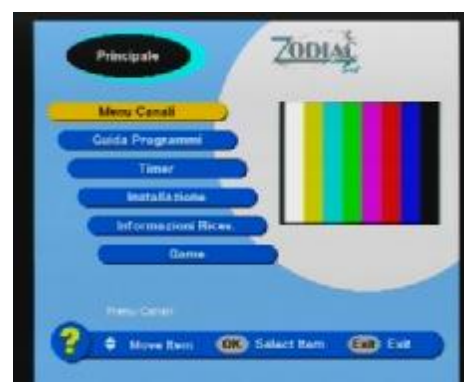 Principale
ZODIAC
Menu Canali
Guida Programmi
Timer
Installazione
Informazioni Ricev.
Game
Menu Canali
? Move Item OK Select Item Exit Exit